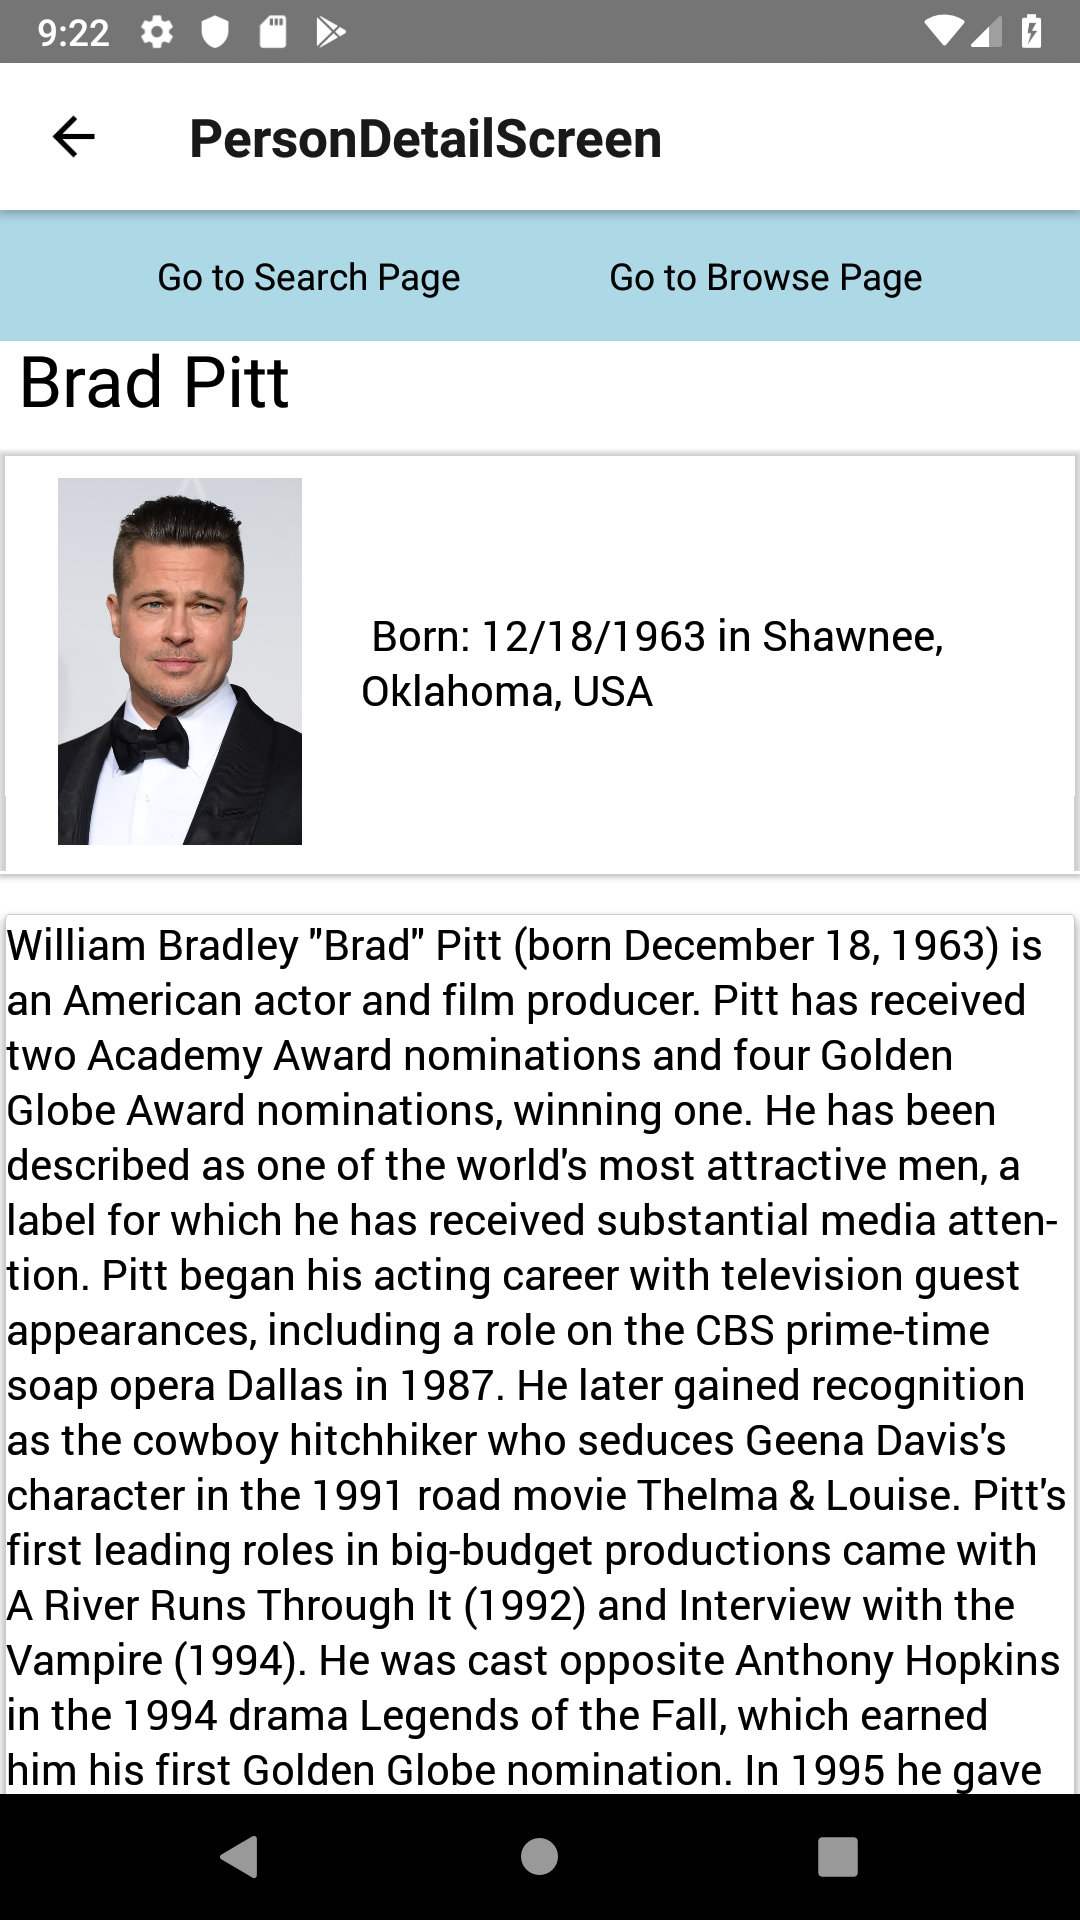 9:22
PersonDetailScreen
Go to Search Page
Go to Browse Page
Brad Pitt
Born: 12/18/1963 in Shawnee,
Oklahoma, USA
William Bradley "Brad" Pitt (born December 18, 1963) is
an American actor and film producer. Pitt has received
two Academy Award nominations and four Golden
Globe Award nominations, winning one. He has been
described as one of the world's most attractive men, a
label for which he has received substantial media atten-
tion. Pitt began his acting career with television guest
appearances, including a role on the CBS prime-time
soap opera Dallas in 1987. He later gained recognition
as the cowboy hitchhiker who seduces Geena Davis's
character in the 1991 road movie Thelma & Louise. Pitt's
first leading roles in big-budget productions came with
A River Runs Through It (1992) and Interview with the
Vampire (1994). He was cast opposite Anthony Hopkins
in the 1994 drama Legends of the Fall, which earned
him his first Golden Globe nomination. In 1995 he gave